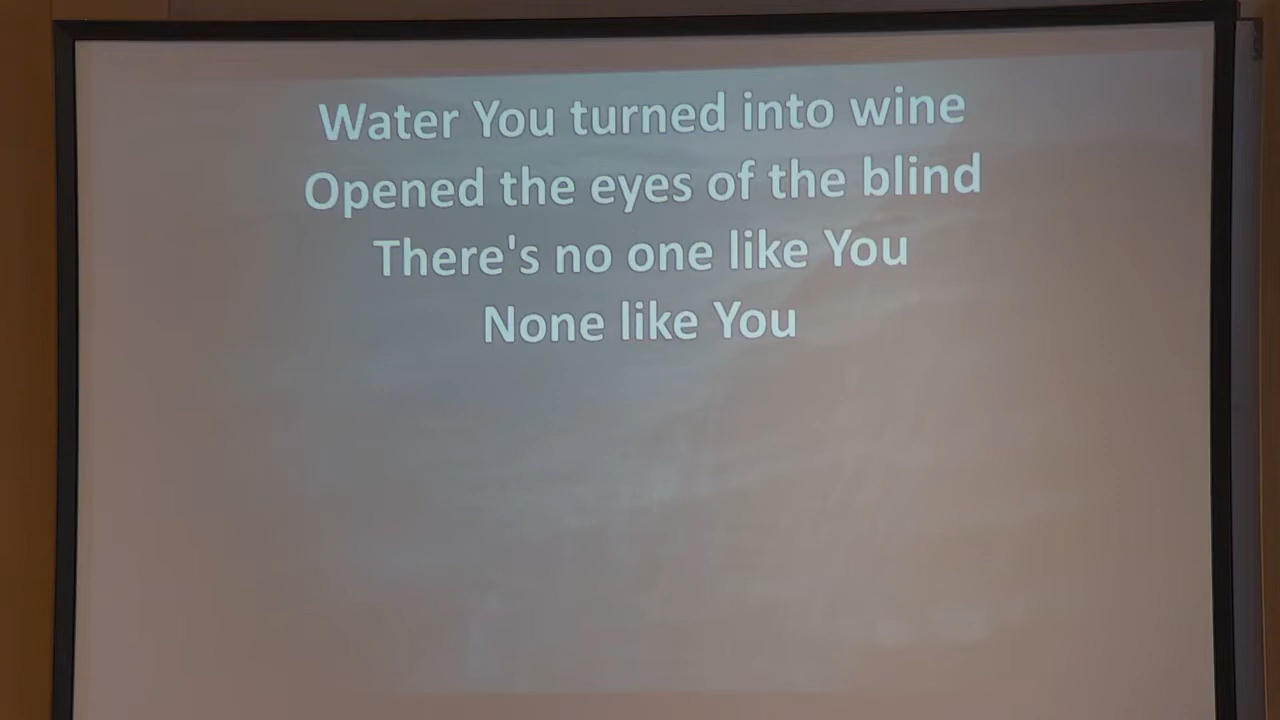 Water You turned into wine
Opened the eyes of the blind
There's no one like You
None like You